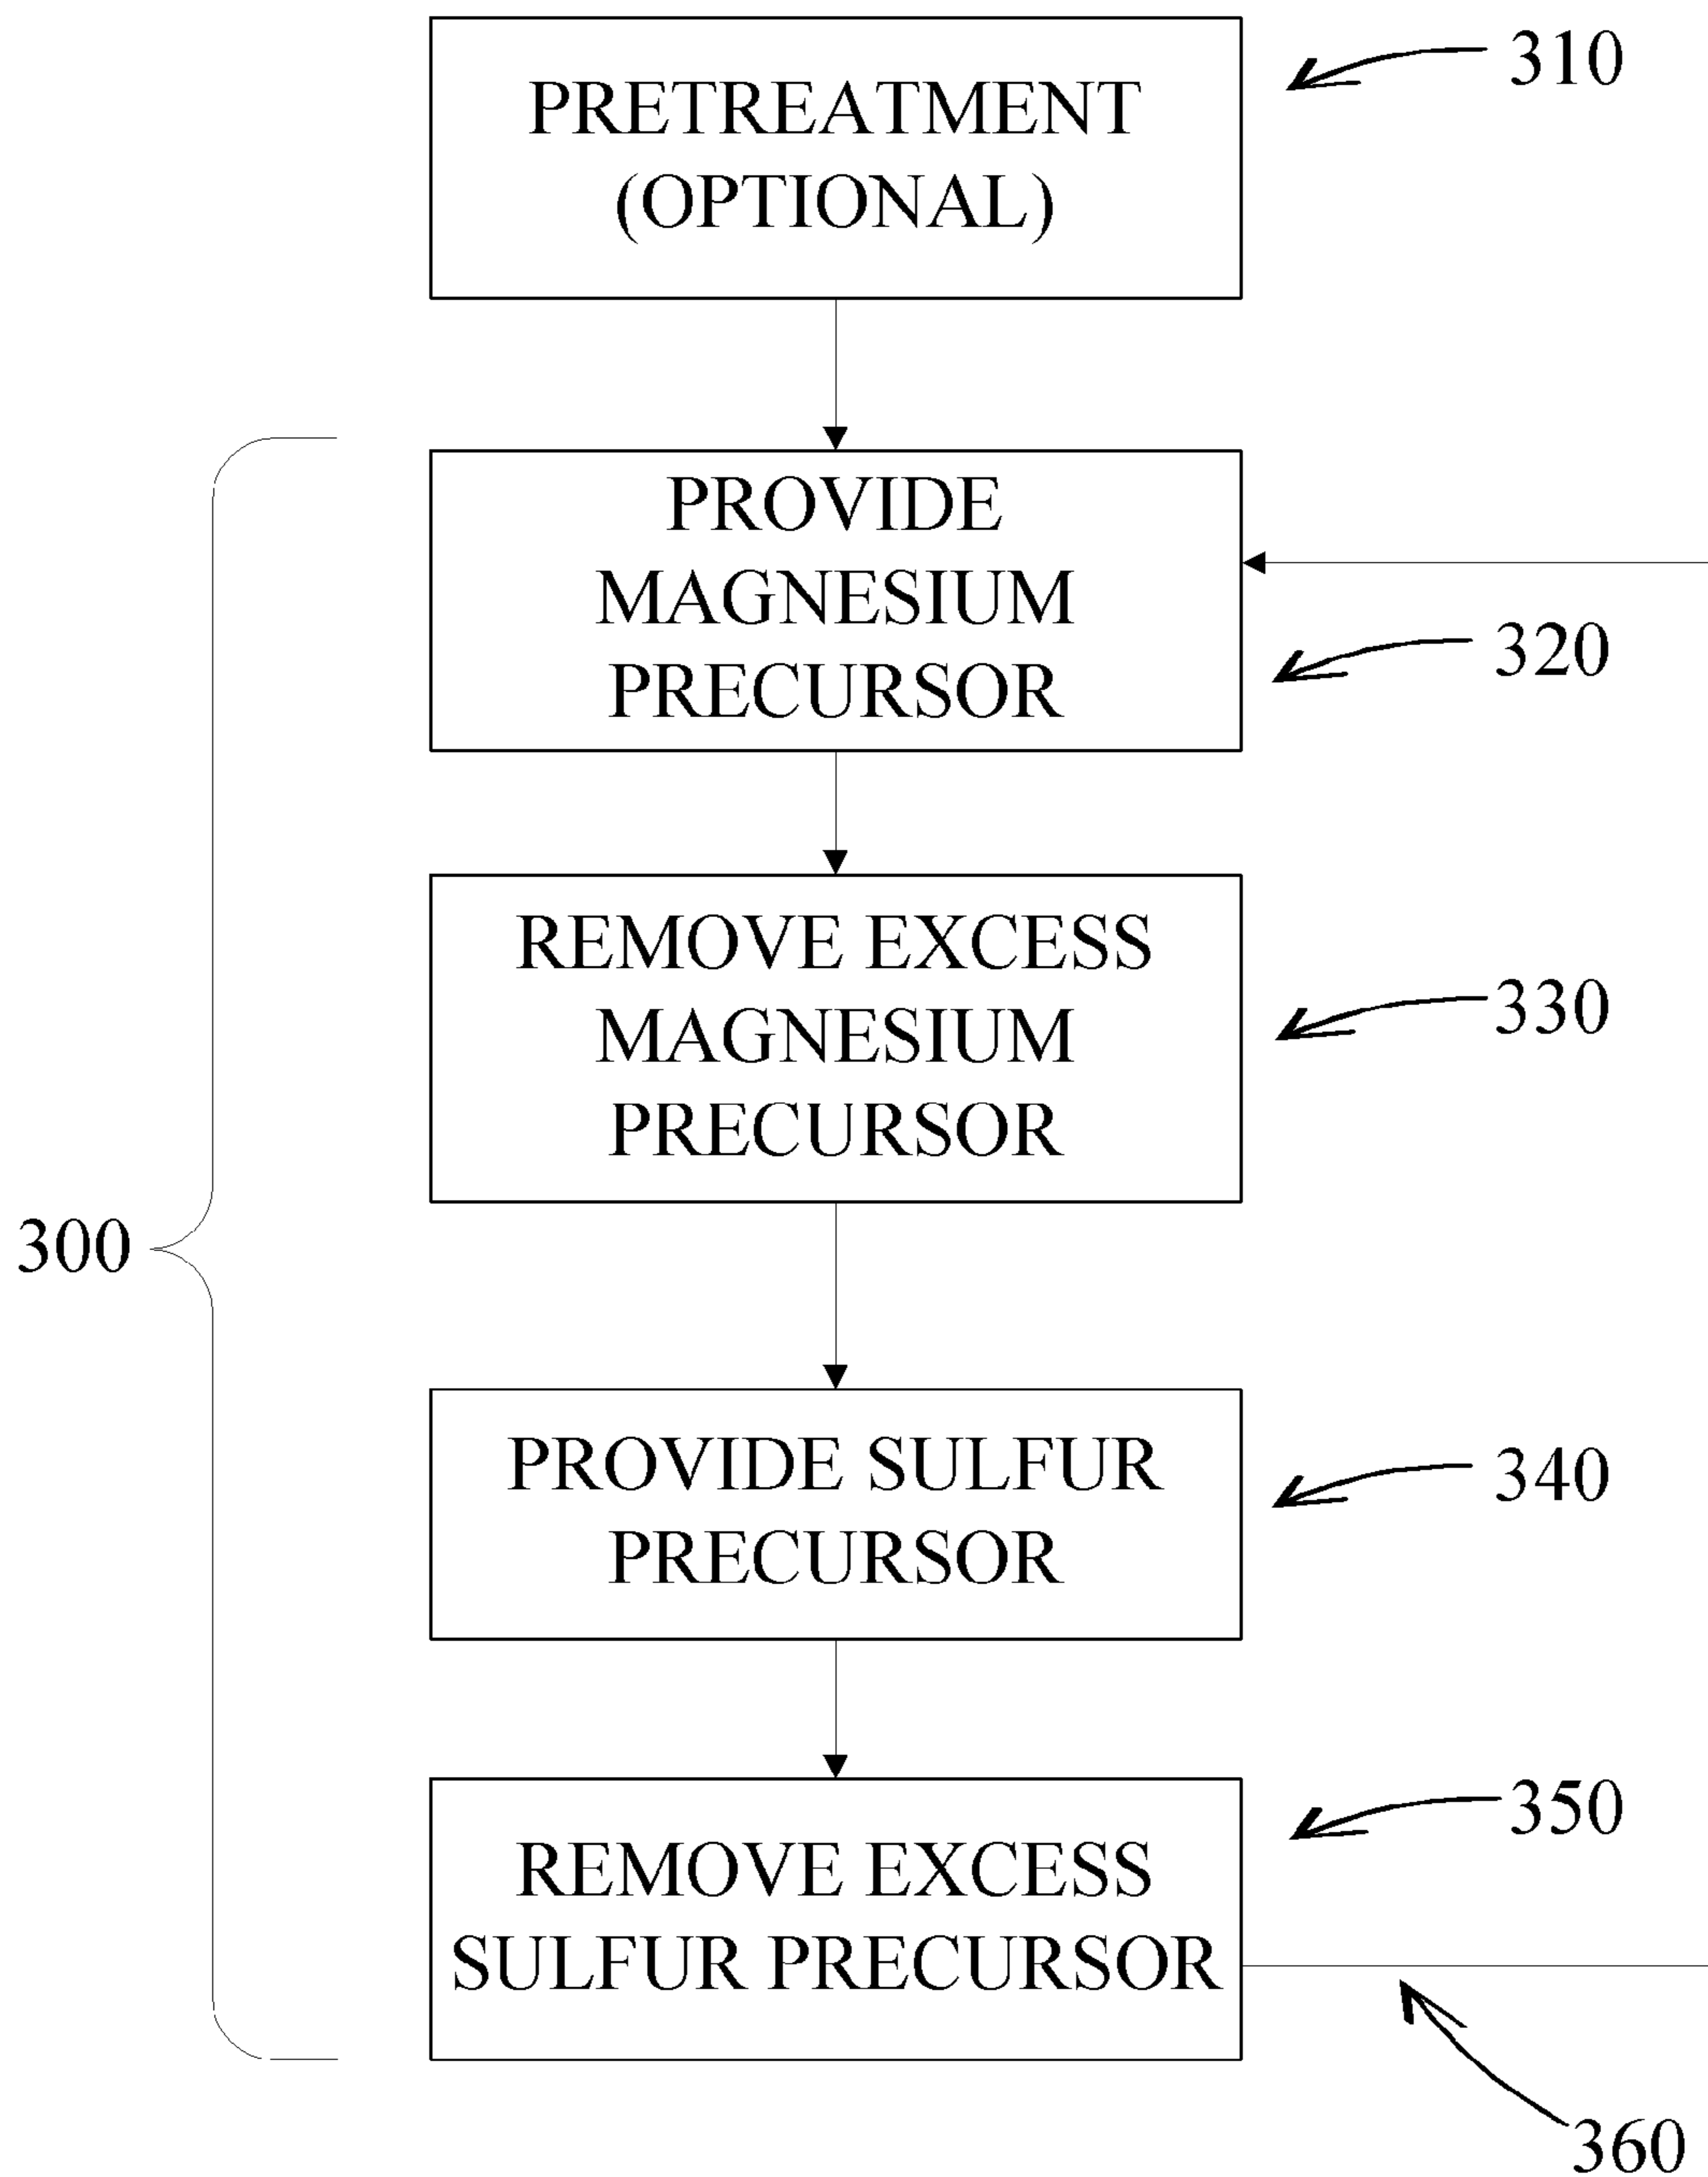 PRETREATMENT
(OPTIONAL)
310
PROVIDE
MAGNESIUM
PRECURSOR
320
REMOVE EXCESS
MAGNESIUM
PRECURSOR
330
300
PROVIDE SULFUR
PRECURSOR
340
REMOVE EXCESS
SULFUR PRECURSOR
350
360